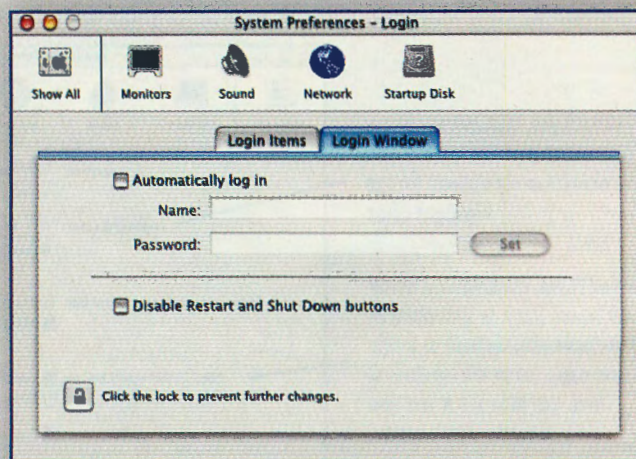 System Preferences – Login
Show All
Monitors
Sound
Network
Startup Disk
Login Items
Login Window
Automatically log in
Name:
Password:
Set
Disable Restart and Shut Down buttons
Click the lock to prevent further changes.